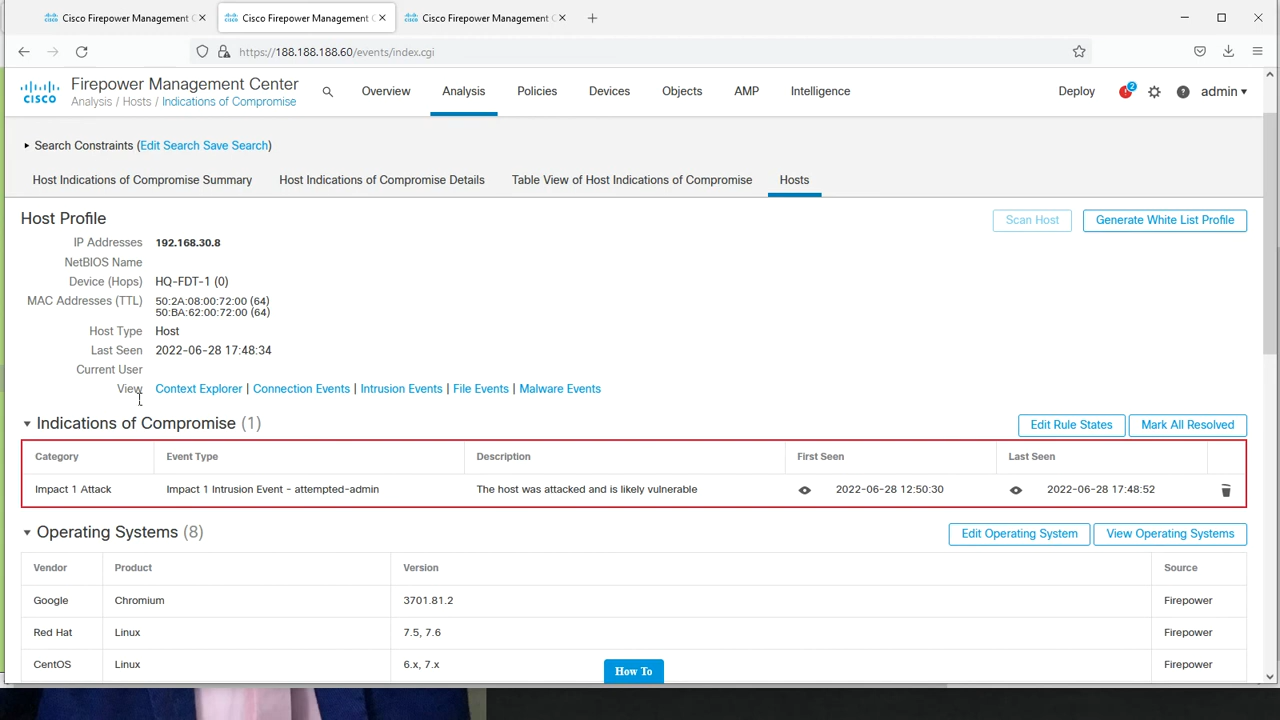 Cisco Firepower Management C
Cisco Firepower Management C
Cisco Firepower Management C
https://188.188.188.60/events/index.cgi
CISCO
Firepower Management Center
Analysis / Hosts / Indications of Compromise
Overview Analysis Policies Devices Objects AMP Intelligence Deploy 2 admin
Search Constraints (Edit Search Save Search)
Host Indications of Compromise Summary Host Indications of Compromise Details Table View of Host Indications of Compromise Hosts
Host Profile Scan Host Generate White List Profile
IP Addresses 192.168.30.8
NetBIOS Name
Device (Hops) HQ-FDT-1 (0)
MAC Addresses (TTL) 50:2A:08:00:72:00 (64)
50:BA:62:00:72:00 (64)
Host Type Host
Last Seen 2022-06-28 17:48:34
Current User
View Context Explorer | Connection Events | Intrusion Events | File Events | Malware Events
Indications of Compromise (1) Edit Rule States Mark All Resolved
Category Event Type Description First Seen Last Seen
Impact 1 Attack Impact 1 Intrusion Event - attempted-admin The host was attacked and is likely vulnerable 2022-06-28 12:50:30 2022-06-28 17:48:52
Operating Systems (8) Edit Operating System View Operating Systems
Vendor Product Version Source
Google Chromium 3701.81.2 Firepower
Red Hat Linux 7.5, 7.6 Firepower
CentOS Linux 6.x, 7.x Firepower
How To